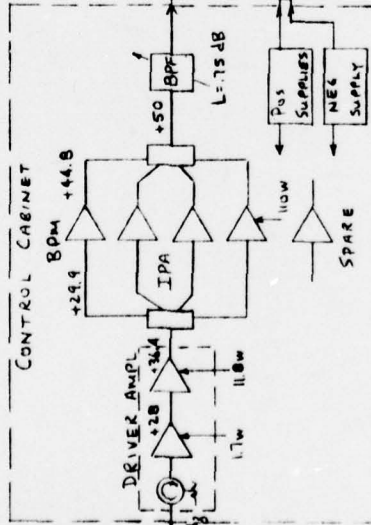 CONTROL CABINET
DRIVER AMPL
+28
+36.4
1.7W
11.8W
+29.9
BPM
+44.8
IPA
110W
+50
BPF
L=.75 dB
SPARE
POS
SUPPLIES
NEG
SUPPLY